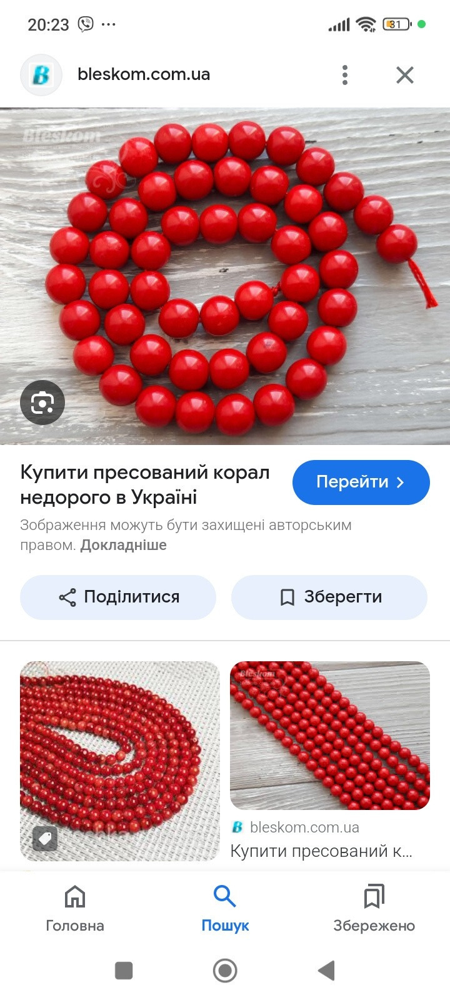 20:23
31
bleskom.com.ua
Bleskom
Купити пресований корал
недорого в Україні
Перейти
Зображення можуть бути захищені авторським
правом. Докладніше
Поділитися
Зберегти
Bleskom
bleskom.com.ua
Купити пресований к...
Головна
Пошук
Збережено